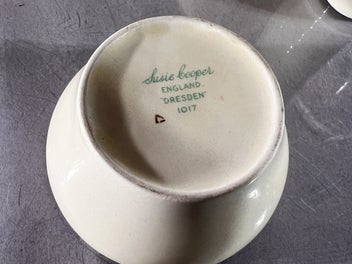 Susie Cooper
ENGLAND.
"DRESDEN"
1017